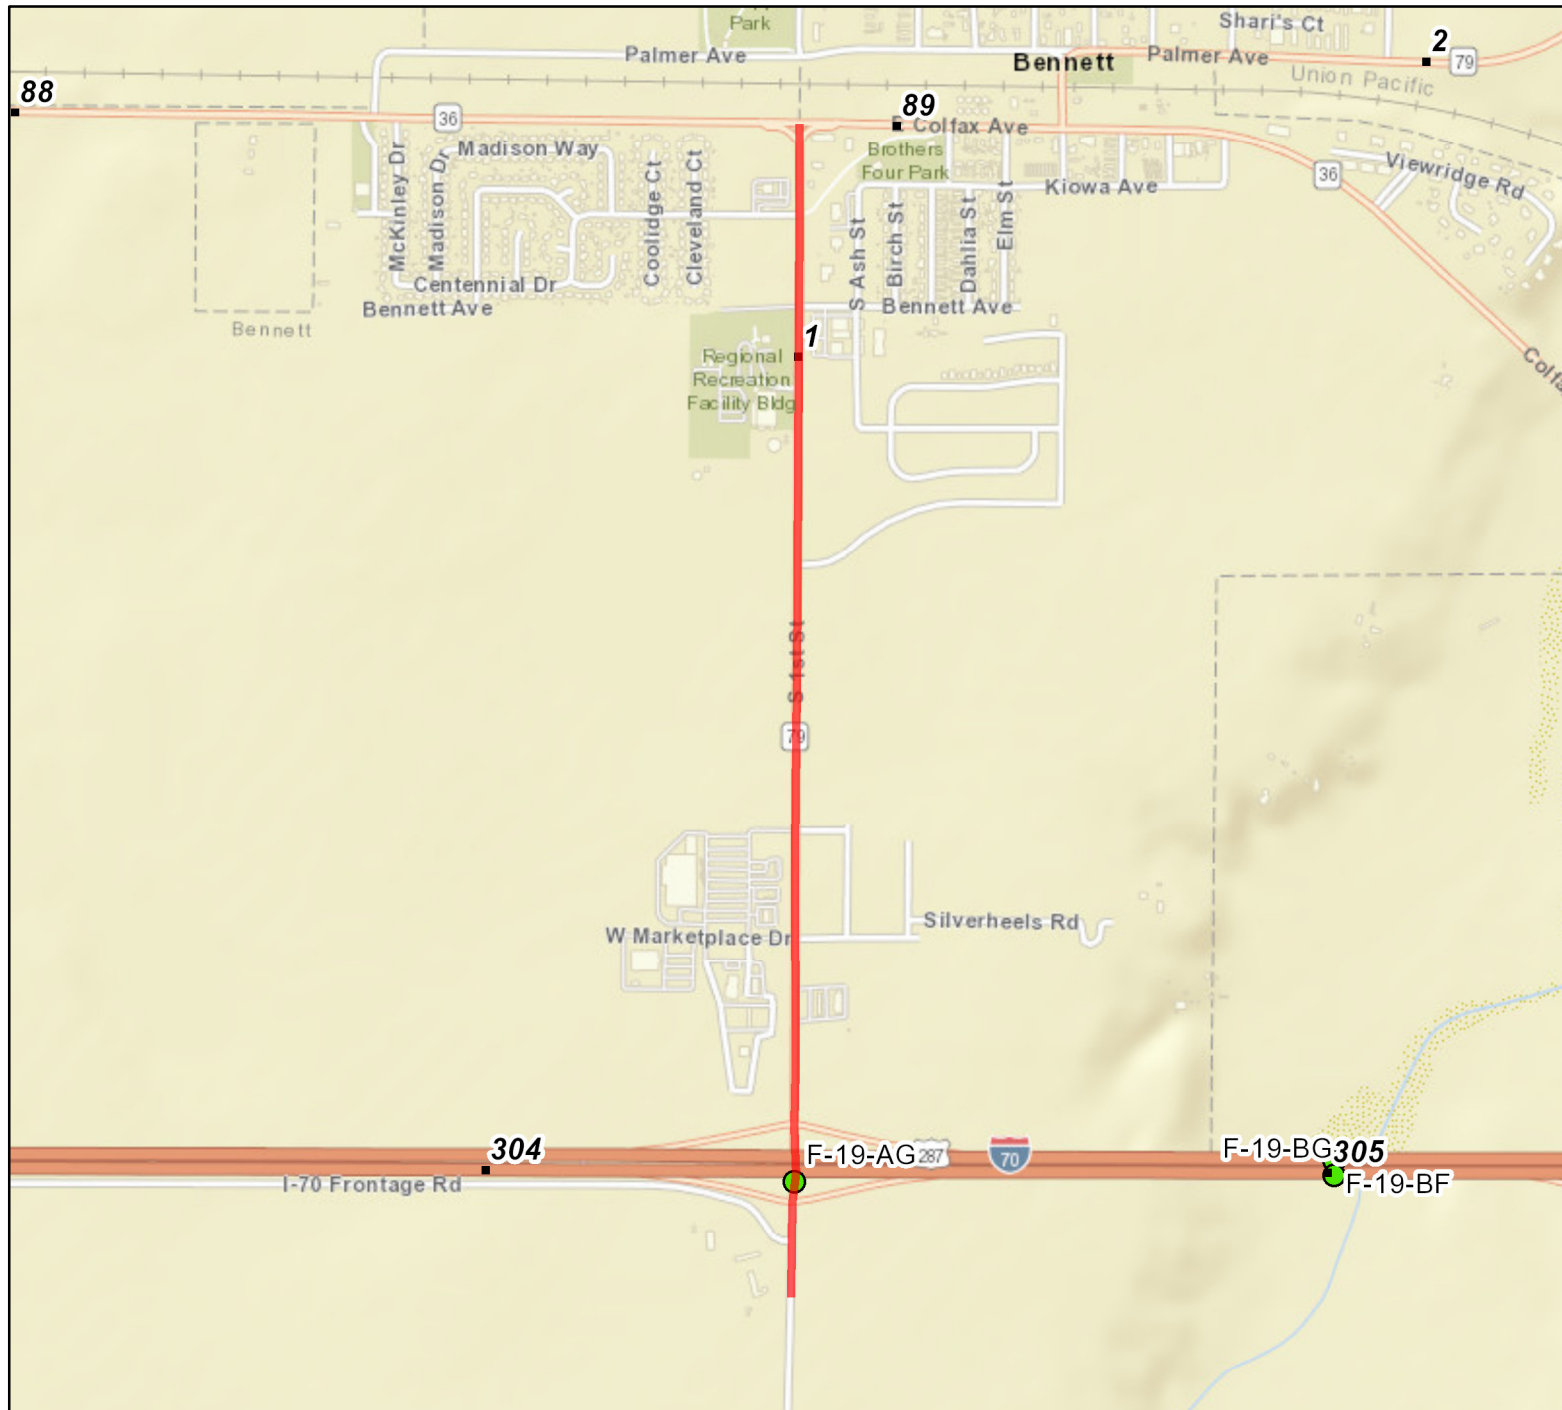 Park
Shari's Ct
Palmer Ave
Bennett
Palmer Ave
2
79
Union Pacific
88
36
89
E Colfax Ave
Madison Way
Brothers
Four Park
Kiowa Ave
36
Viewridge Rd
McKinley Dr
Madison Dr
Coolidge Ct
Cleveland Ct
S Ash St
Birch St
Dahlia St
Elm St
Centennial Dr
Bennett Ave
Bennett Ave
Bennett
1
Regional
Recreation
Facility Bldg
S 1st St
79
W Marketplace Dr
Silverheels Rd
304
F-19-AG
287
70
F-19-BG
305
F-19-BF
I-70 Frontage Rd